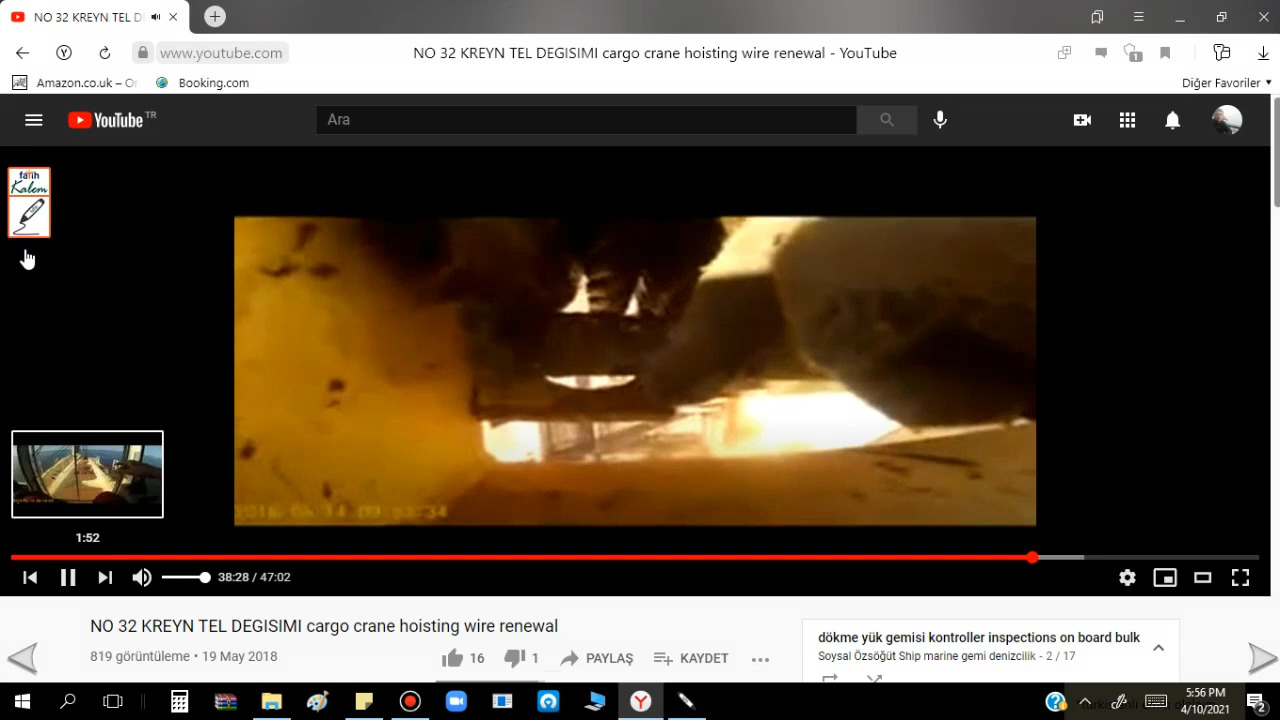 NO 32 KREYN TEL D
www.youtube.com
NO 32 KREYN TEL DEGISIMI cargo crane hoisting wire renewal - YouTube
1
Amazon.co.uk – O
Booking.com
Diğer Favoriler
YouTube TR
Ara
fatih
Kalem
1:52
38:28 / 47:02
NO 32 KREYN TEL DEGISIMI cargo crane hoisting wire renewal
819 görüntüleme • 19 May 2018
16
1
PAYLAŞ
KAYDET
dökme yük gemisi kontroller inspections on board bulk
Soysal Özsöğüt Ship marine gemi denizcilik - 2 / 17
5:56 PM
4/10/2021
2